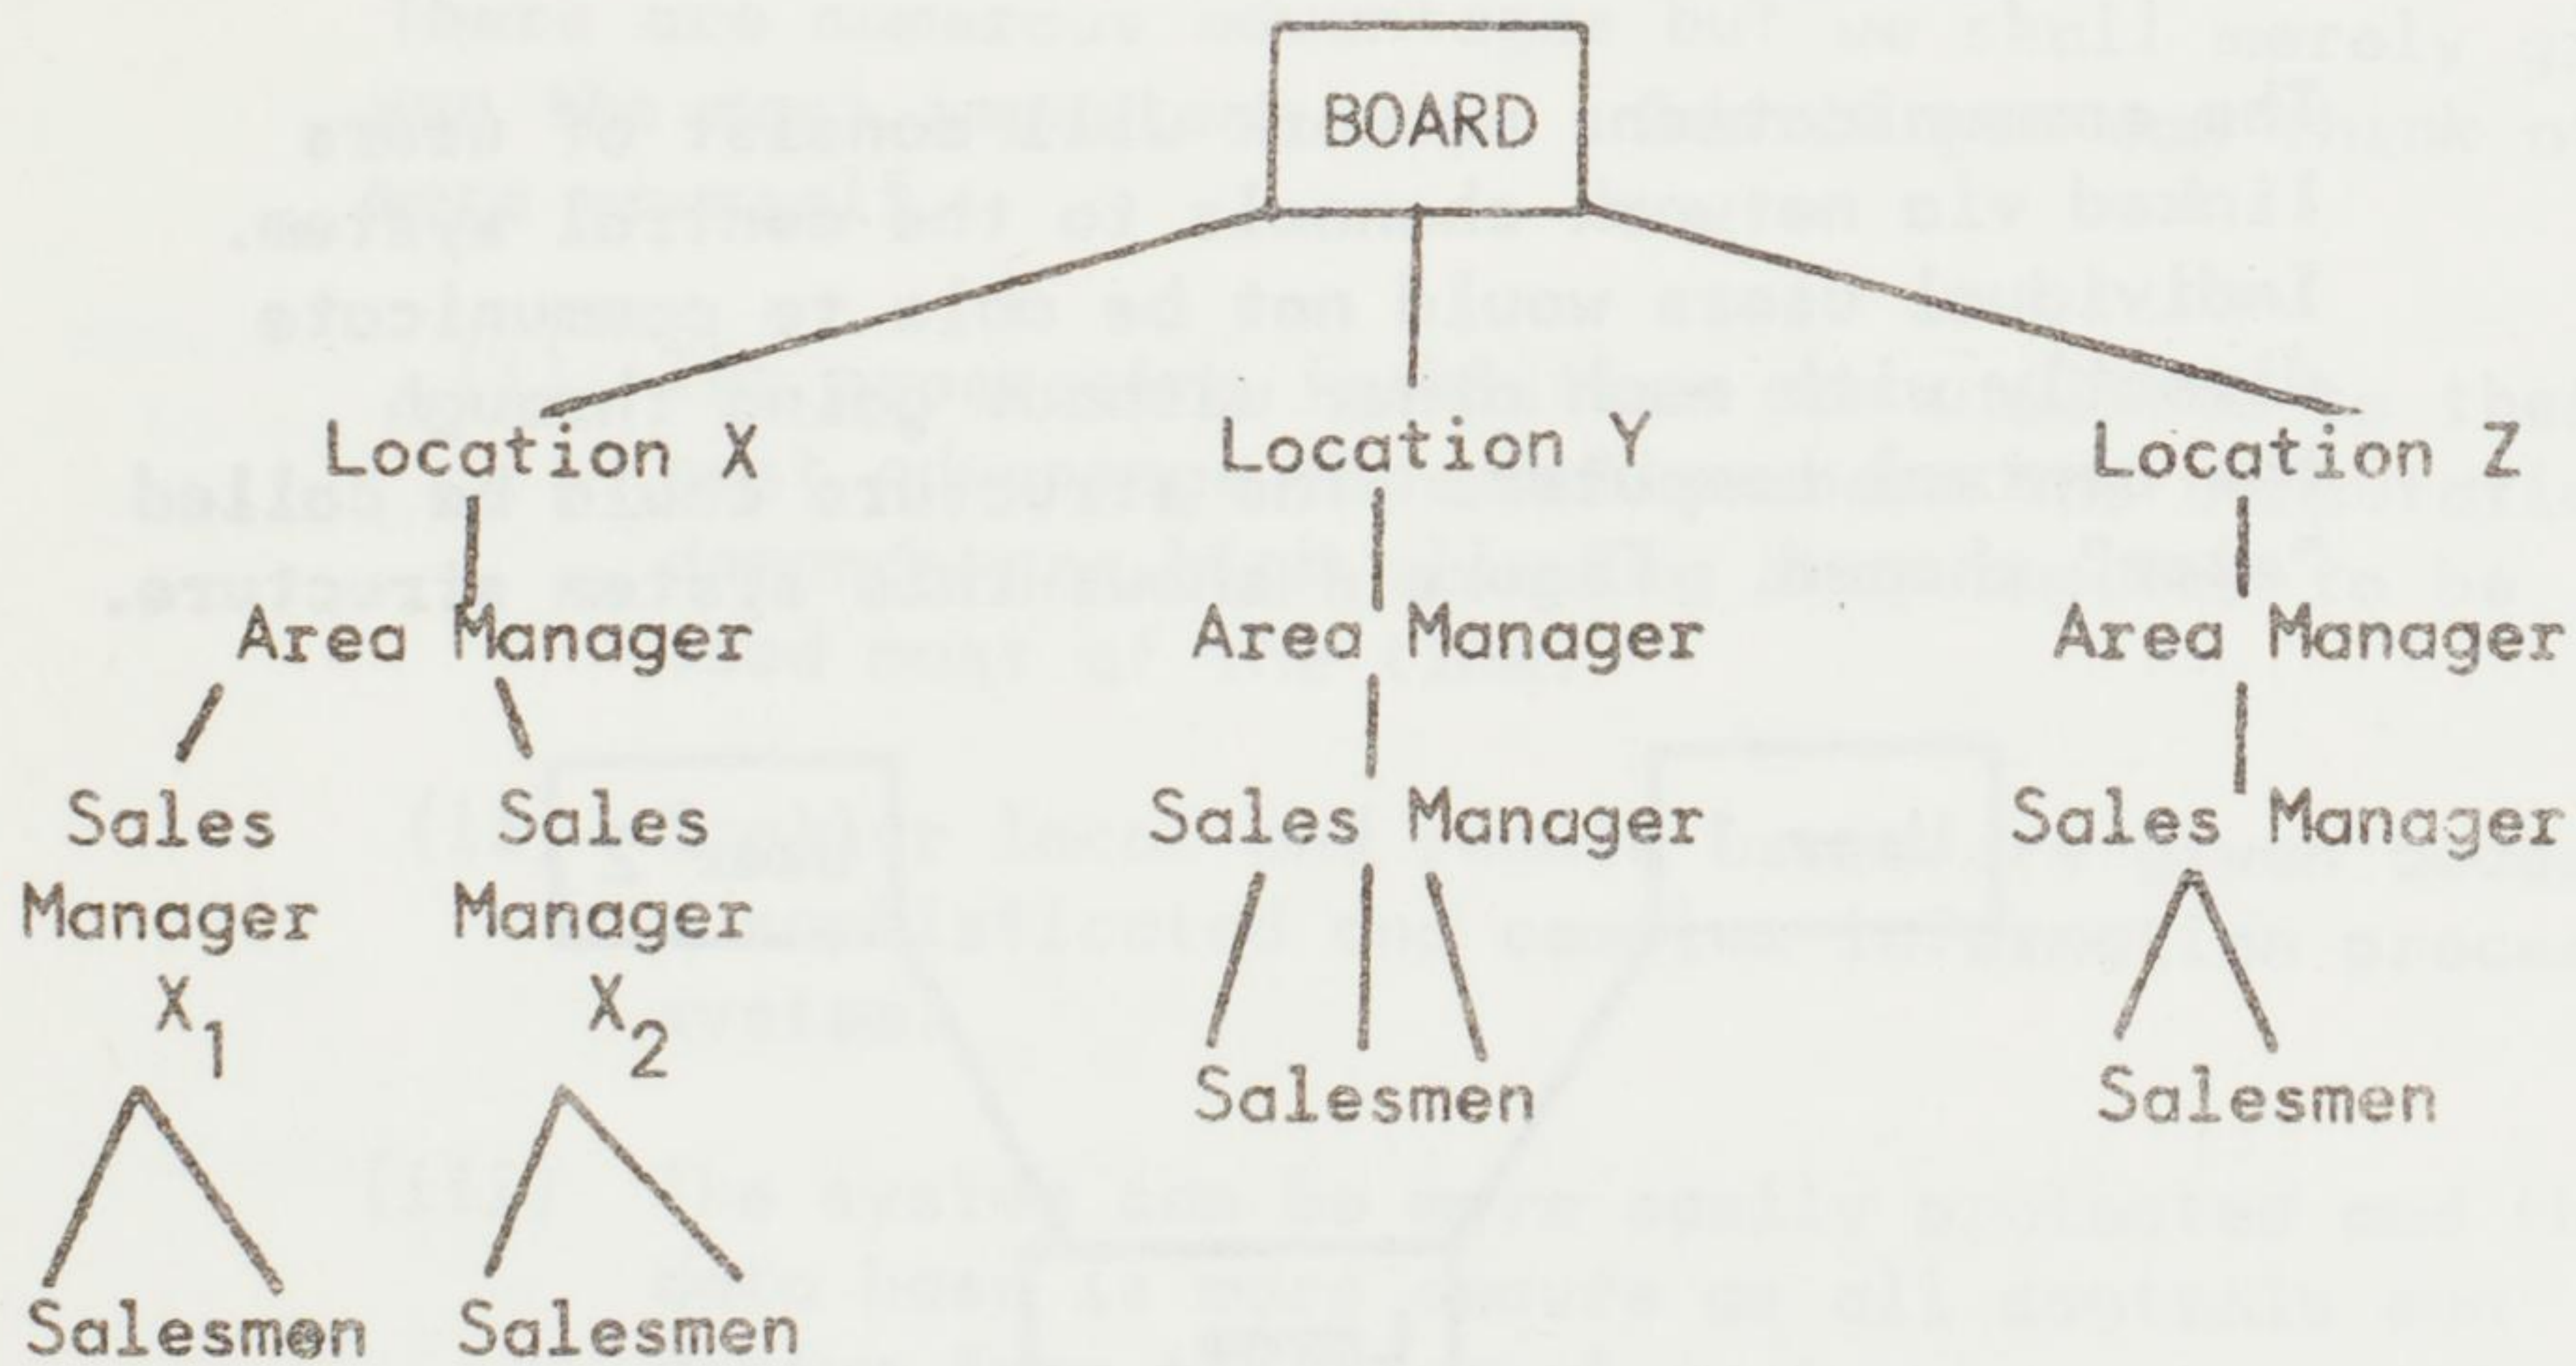 BOARD
Location X
Location Y
Location Z
Area Manager
Area Manager
Area Manager
Sales
Manager
X1
Sales
Manager
X2
Sales Manager
Sales Manager
Salesmen
Salesmen
Salesmen
Salesmen